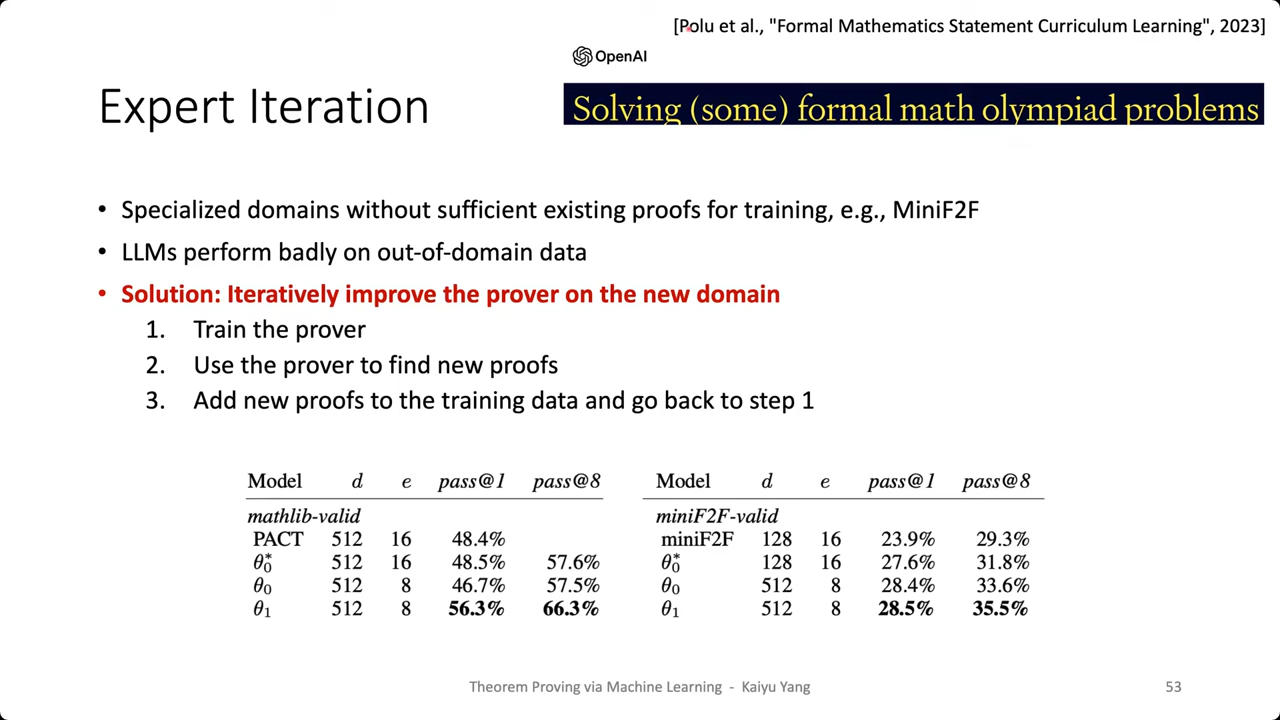 [Polu et al., "Formal Mathematics Statement Curriculum Learning", 2023]
OpenAI
Expert Iteration
Solving (some) formal math olympiad problems
• Specialized domains without sufficient existing proofs for training, e.g., MiniF2F
• LLMs perform badly on out-of-domain data
• Solution: Iteratively improve the prover on the new domain
1. Train the prover
2. Use the prover to find new proofs
3. Add new proofs to the training data and go back to step 1
Model d e pass@1 pass@8
mathlib-valid
PACT 512 16 48.4%
θ₀* 512 16 48.5% 57.6%
θ₀ 512 8 46.7% 57.5%
θ₁ 512 8 56.3% 66.3%
Model d e pass@1 pass@8
miniF2F-valid
miniF2F 128 16 23.9% 29.3%
θ₀* 128 16 27.6% 31.8%
θ₀ 512 8 28.4% 33.6%
θ₁ 512 8 28.5% 35.5%
Theorem Proving via Machine Learning - Kaiyu Yang
53